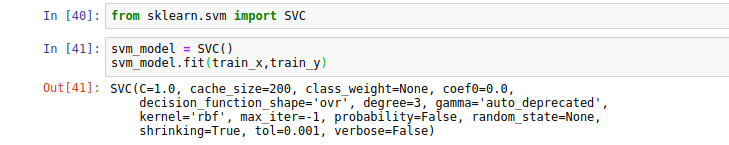 In [40]: from sklearn.svm import SVC
In [41]: svm_model = SVC()
svm_model.fit(train_x,train_y)
Out[41]: SVC(C=1.0, cache_size=200, class_weight=None, coef0=0.0,
decision_function_shape='ovr', degree=3, gamma='auto_deprecated',
kernel='rbf', max_iter=-1, probability=False, random_state=None,
shrinking=True, tol=0.001, verbose=False)